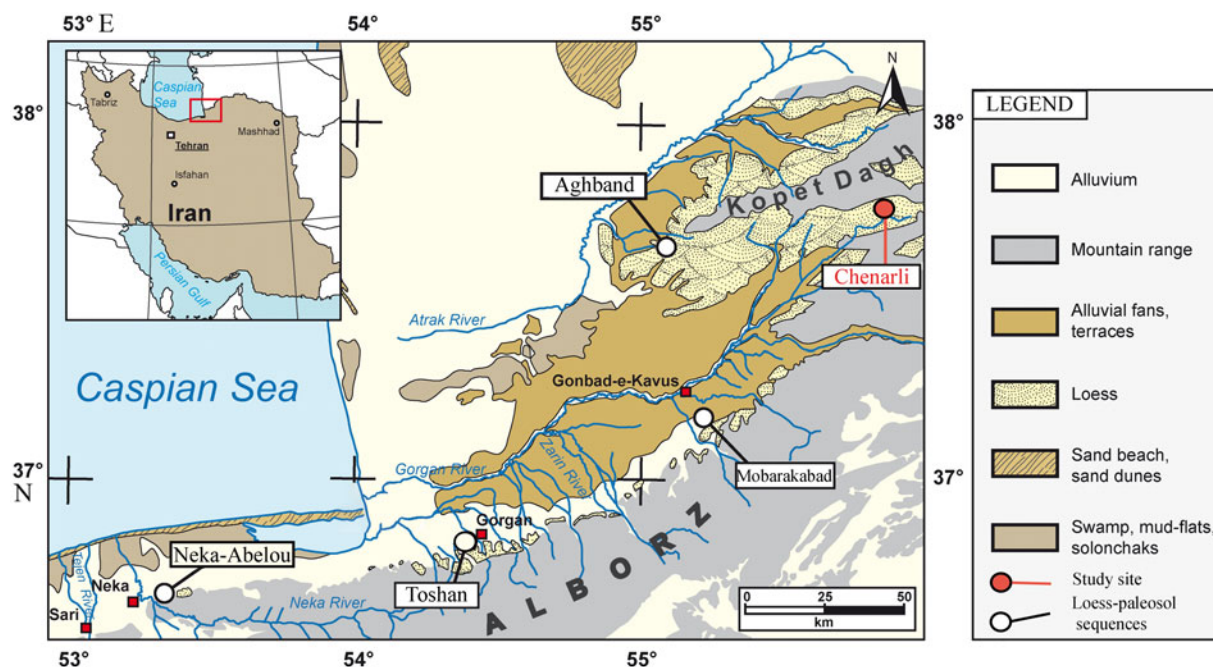 53° E
54°
55°
38°
38°
37°
N
37°
53°
54°
55°
N
Caspian
Sea
Tabriz
Mashhad
Tehran
Isfahan
Iran
Persian Gulf
Caspian Sea
Aghband
Kopet Dagh
Chenarli
Atrak River
Gonbad-e-Kavus
Gorgan River
Zarin River
Mobarakabad
Gorgan
Neka-Abelou
Toshan
Tejen River
Neka
Neka River
Sari
ALBORZ
0 25 50
km
LEGEND
Alluvium
Mountain range
Alluvial fans,
terraces
Loess
Sand beach,
sand dunes
Swamp, mud-flats,
solonchaks
Study site
Loess-paleosol
sequences